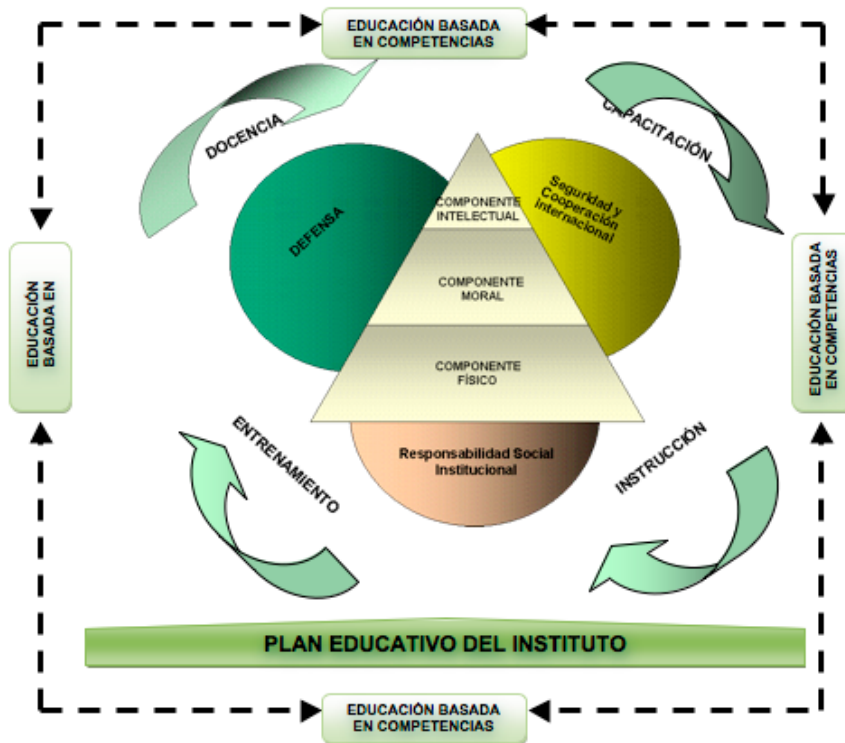 EDUCACIÓN BASADA
EN COMPETENCIAS
DOCENCIA
CAPACITACIÓN
DEFENSA
Seguridad y
Cooperación
Internacional
COMPONENTE
INTELECTUAL
COMPONENTE
MORAL
COMPONENTE
FÍSICO
EDUCACIÓN
BASADA EN
EDUCACIÓN BASADA
EN COMPETENCIAS
ENTRENAMIENTO
Responsabilidad Social
Institucional
INSTRUCCIÓN
PLAN EDUCATIVO DEL INSTITUTO
EDUCACIÓN BASADA
EN COMPETENCIAS